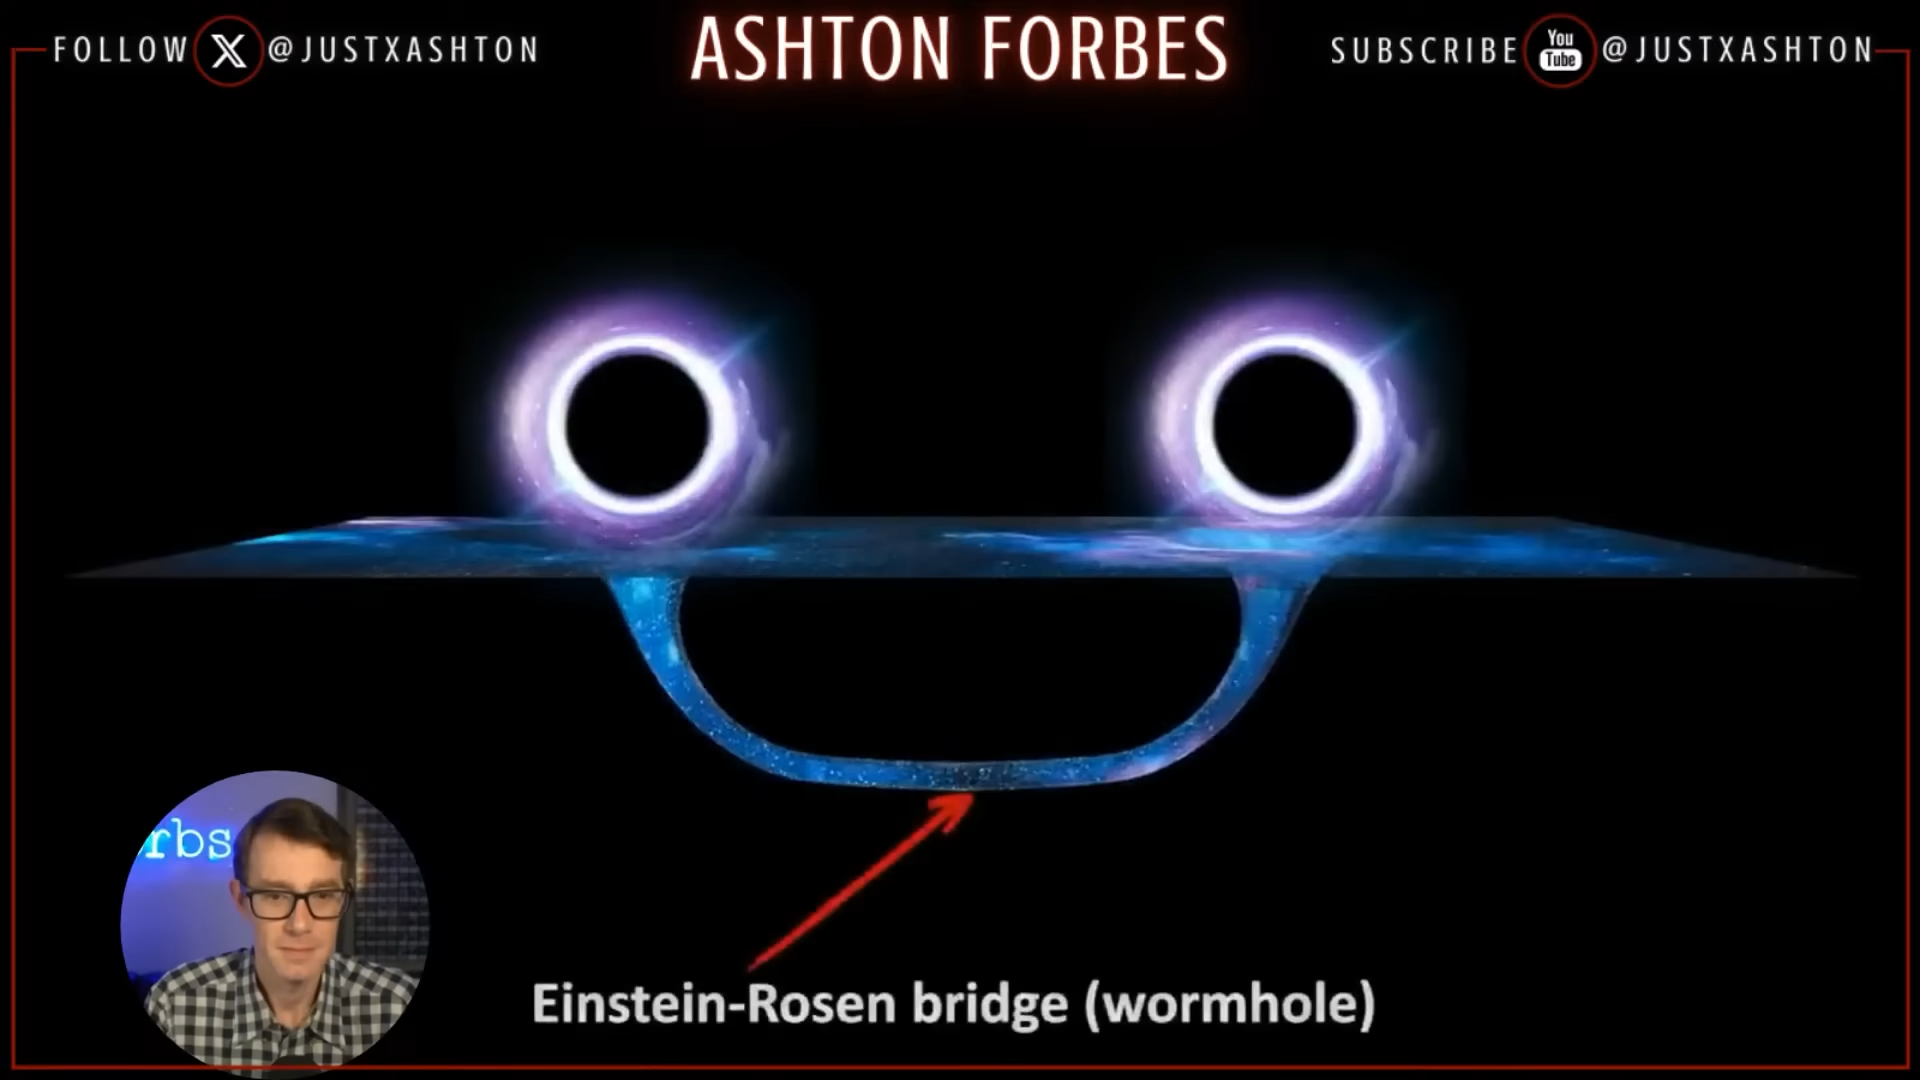 FOLLOW X @JUSTXASHTON
ASHTON FORBES
SUBSCRIBE You Tube @JUSTXASHTON
rbs
Einstein-Rosen bridge (wormhole)